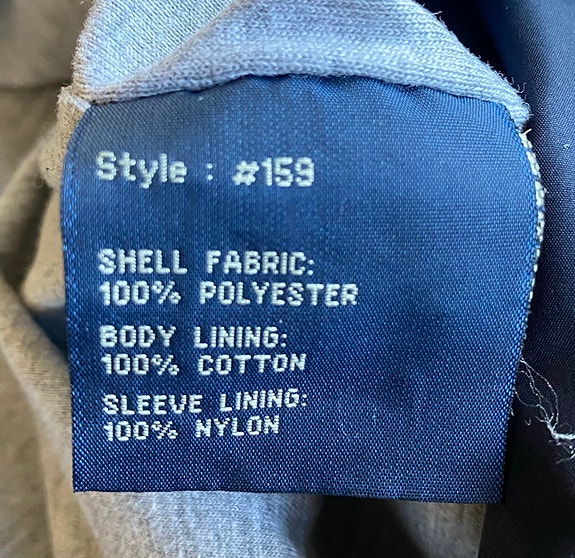 Style : #159
SHELL FABRIC:
100% POLYESTER
BODY LINING:
100% COTTON
SLEEVE LINING:
100% NYLON